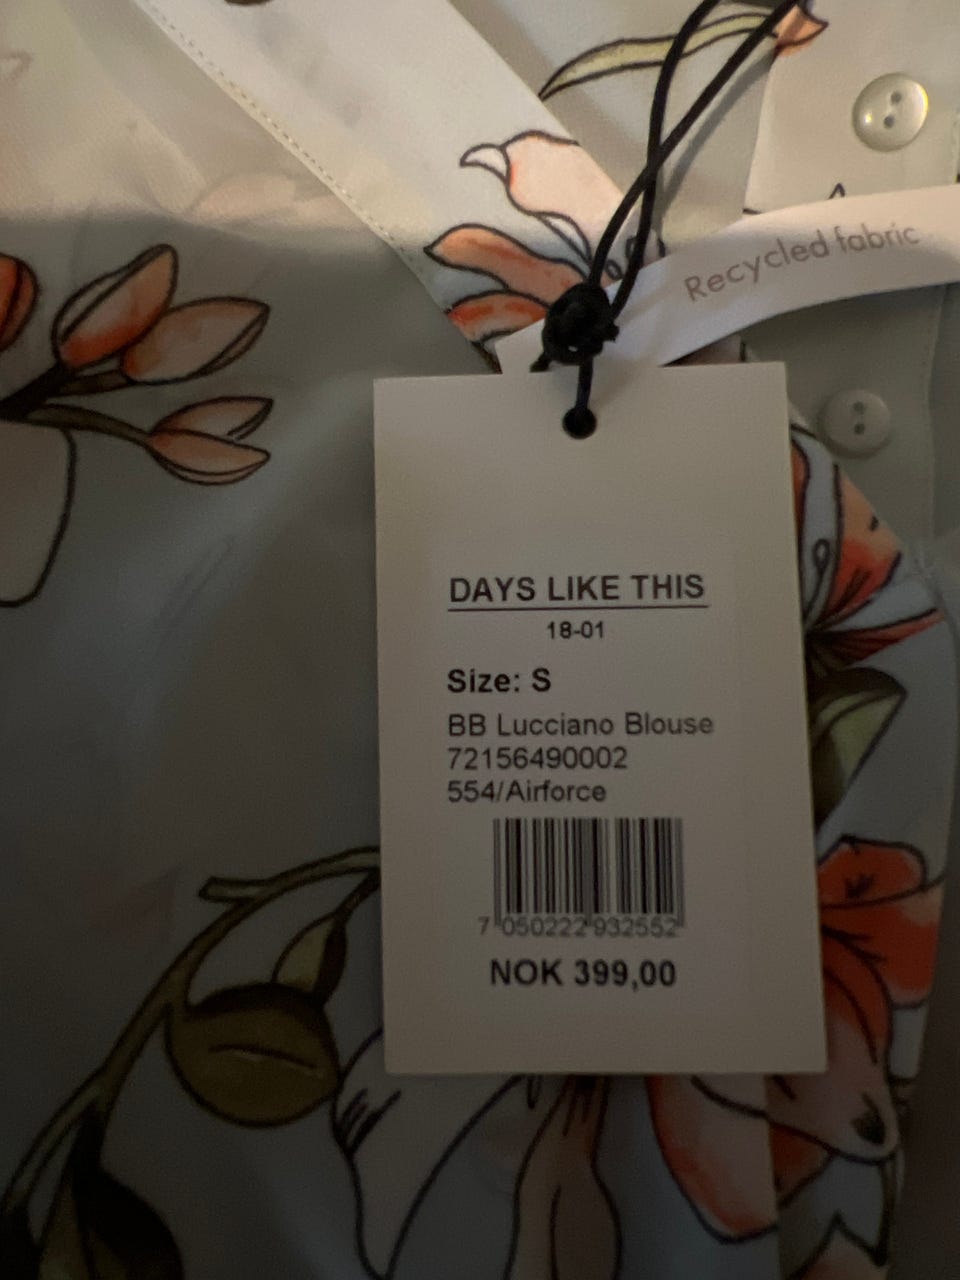 Recycled fabric
DAYS LIKE THIS
18-01
Size: S
BB Lucciano Blouse
72156490002
554/Airforce
7 050222 932552
NOK 399,00